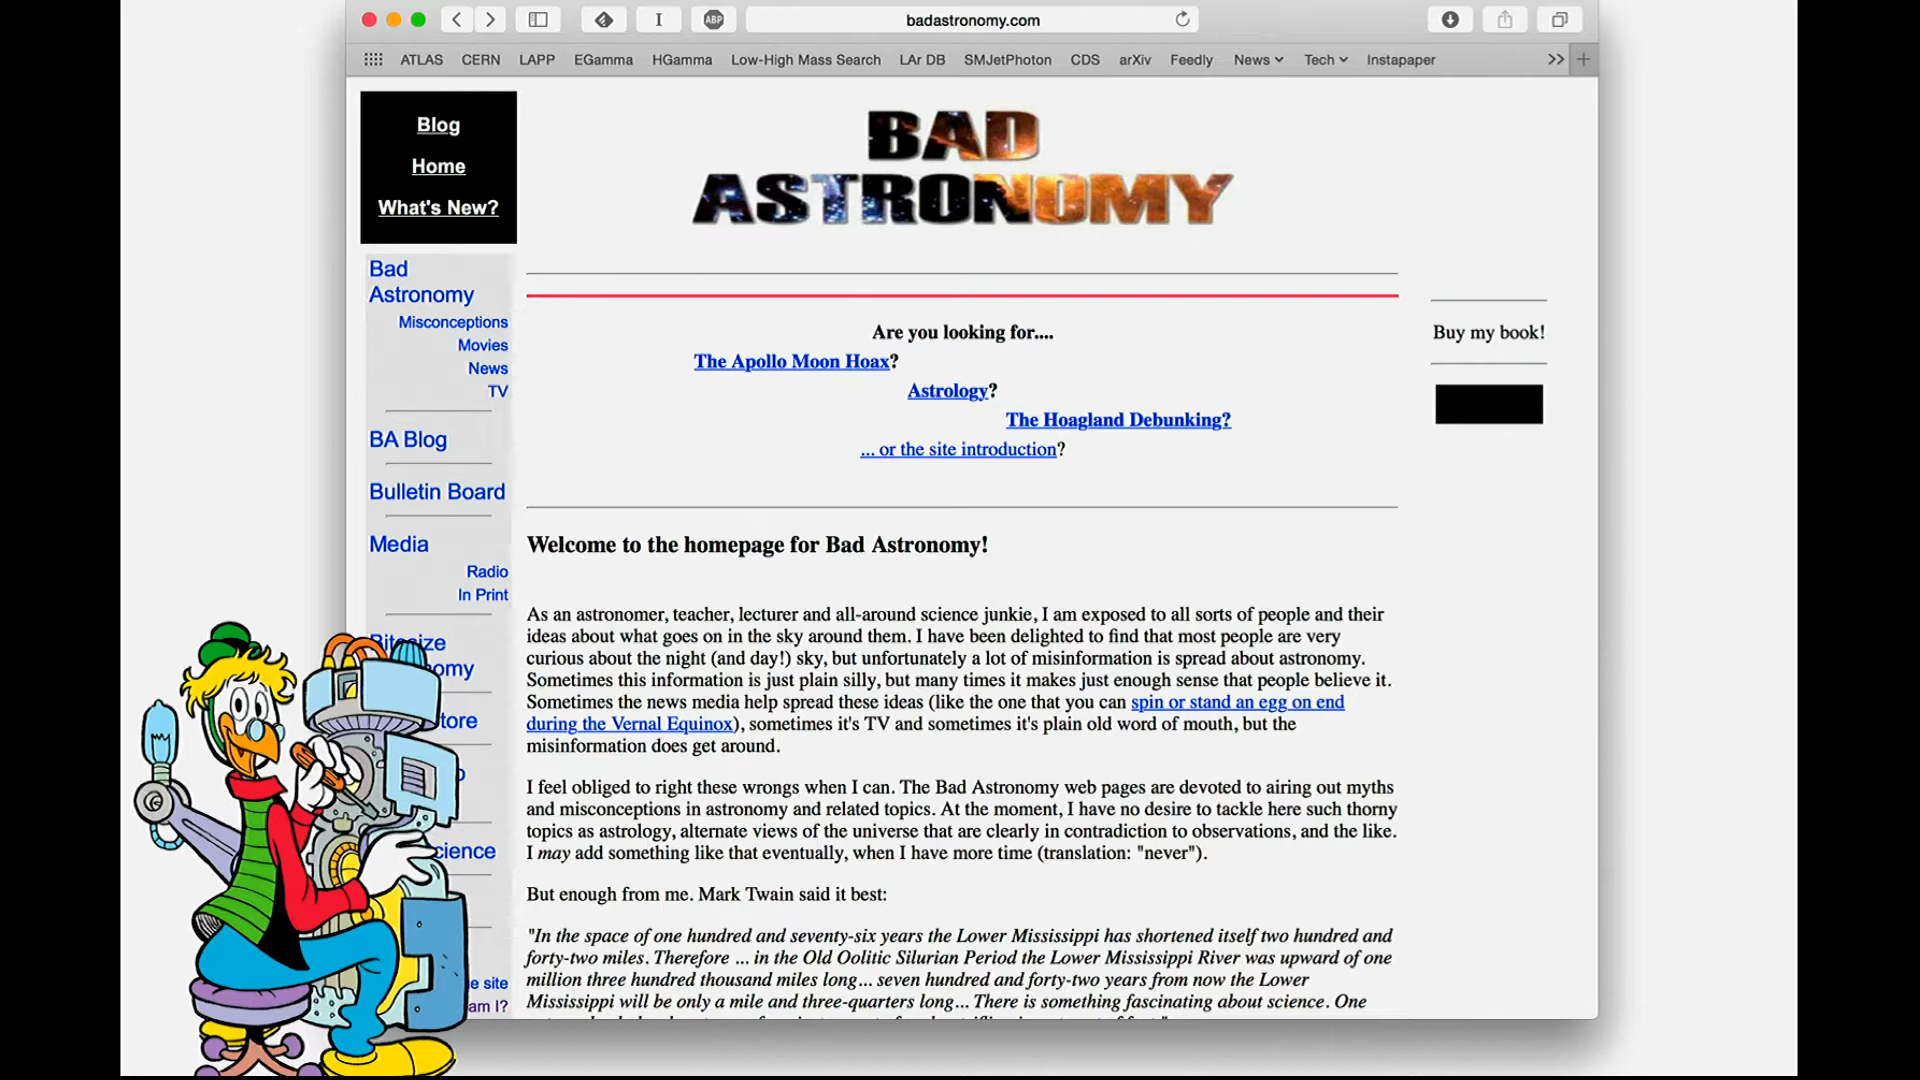 ABP
badastronomy.com
ATLAS CERN LAPP EGamma HGamma Low-High Mass Search LAr DB SMJetPhoton CDS arXiv Feedly News Tech Instapaper
Blog
Home
What's New?
BAD
ASTRONOMY
Bad
Astronomy
Misconceptions
Movies
News
TV
BA Blog
Bulletin Board
Media
Radio
In Print
Are you looking for....
The Apollo Moon Hoax?
Astrology?
The Hoagland Debunking?
... or the site introduction?
Buy my book!
Welcome to the homepage for Bad Astronomy!
As an astronomer, teacher, lecturer and all-around science junkie, I am exposed to all sorts of people and their
ideas about what goes on in the sky around them. I have been delighted to find that most people are very
curious about the night (and day!) sky, but unfortunately a lot of misinformation is spread about astronomy.
Sometimes this information is just plain silly, but many times it makes just enough sense that people believe it.
Sometimes the news media help spread these ideas (like the one that you can spin or stand an egg on end
during the Vernal Equinox), sometimes it's TV and sometimes it's plain old word of mouth, but the
misinformation does get around.
I feel obliged to right these wrongs when I can. The Bad Astronomy web pages are devoted to airing out myths
and misconceptions in astronomy and related topics. At the moment, I have no desire to tackle here such thorny
topics as astrology, alternate views of the universe that are clearly in contradiction to observations, and the like.
I may add something like that eventually, when I have more time (translation: "never").
But enough from me. Mark Twain said it best:
"In the space of one hundred and seventy-six years the Lower Mississippi has shortened itself two hundred and
forty-two miles. Therefore ... in the Old Oolitic Silurian Period the Lower Mississippi River was upward of one
million three hundred thousand miles long... seven hundred and forty-two years from now the Lower
Mississippi will be only a mile and three-quarters long... There is something fascinating about science. One
site
am I?